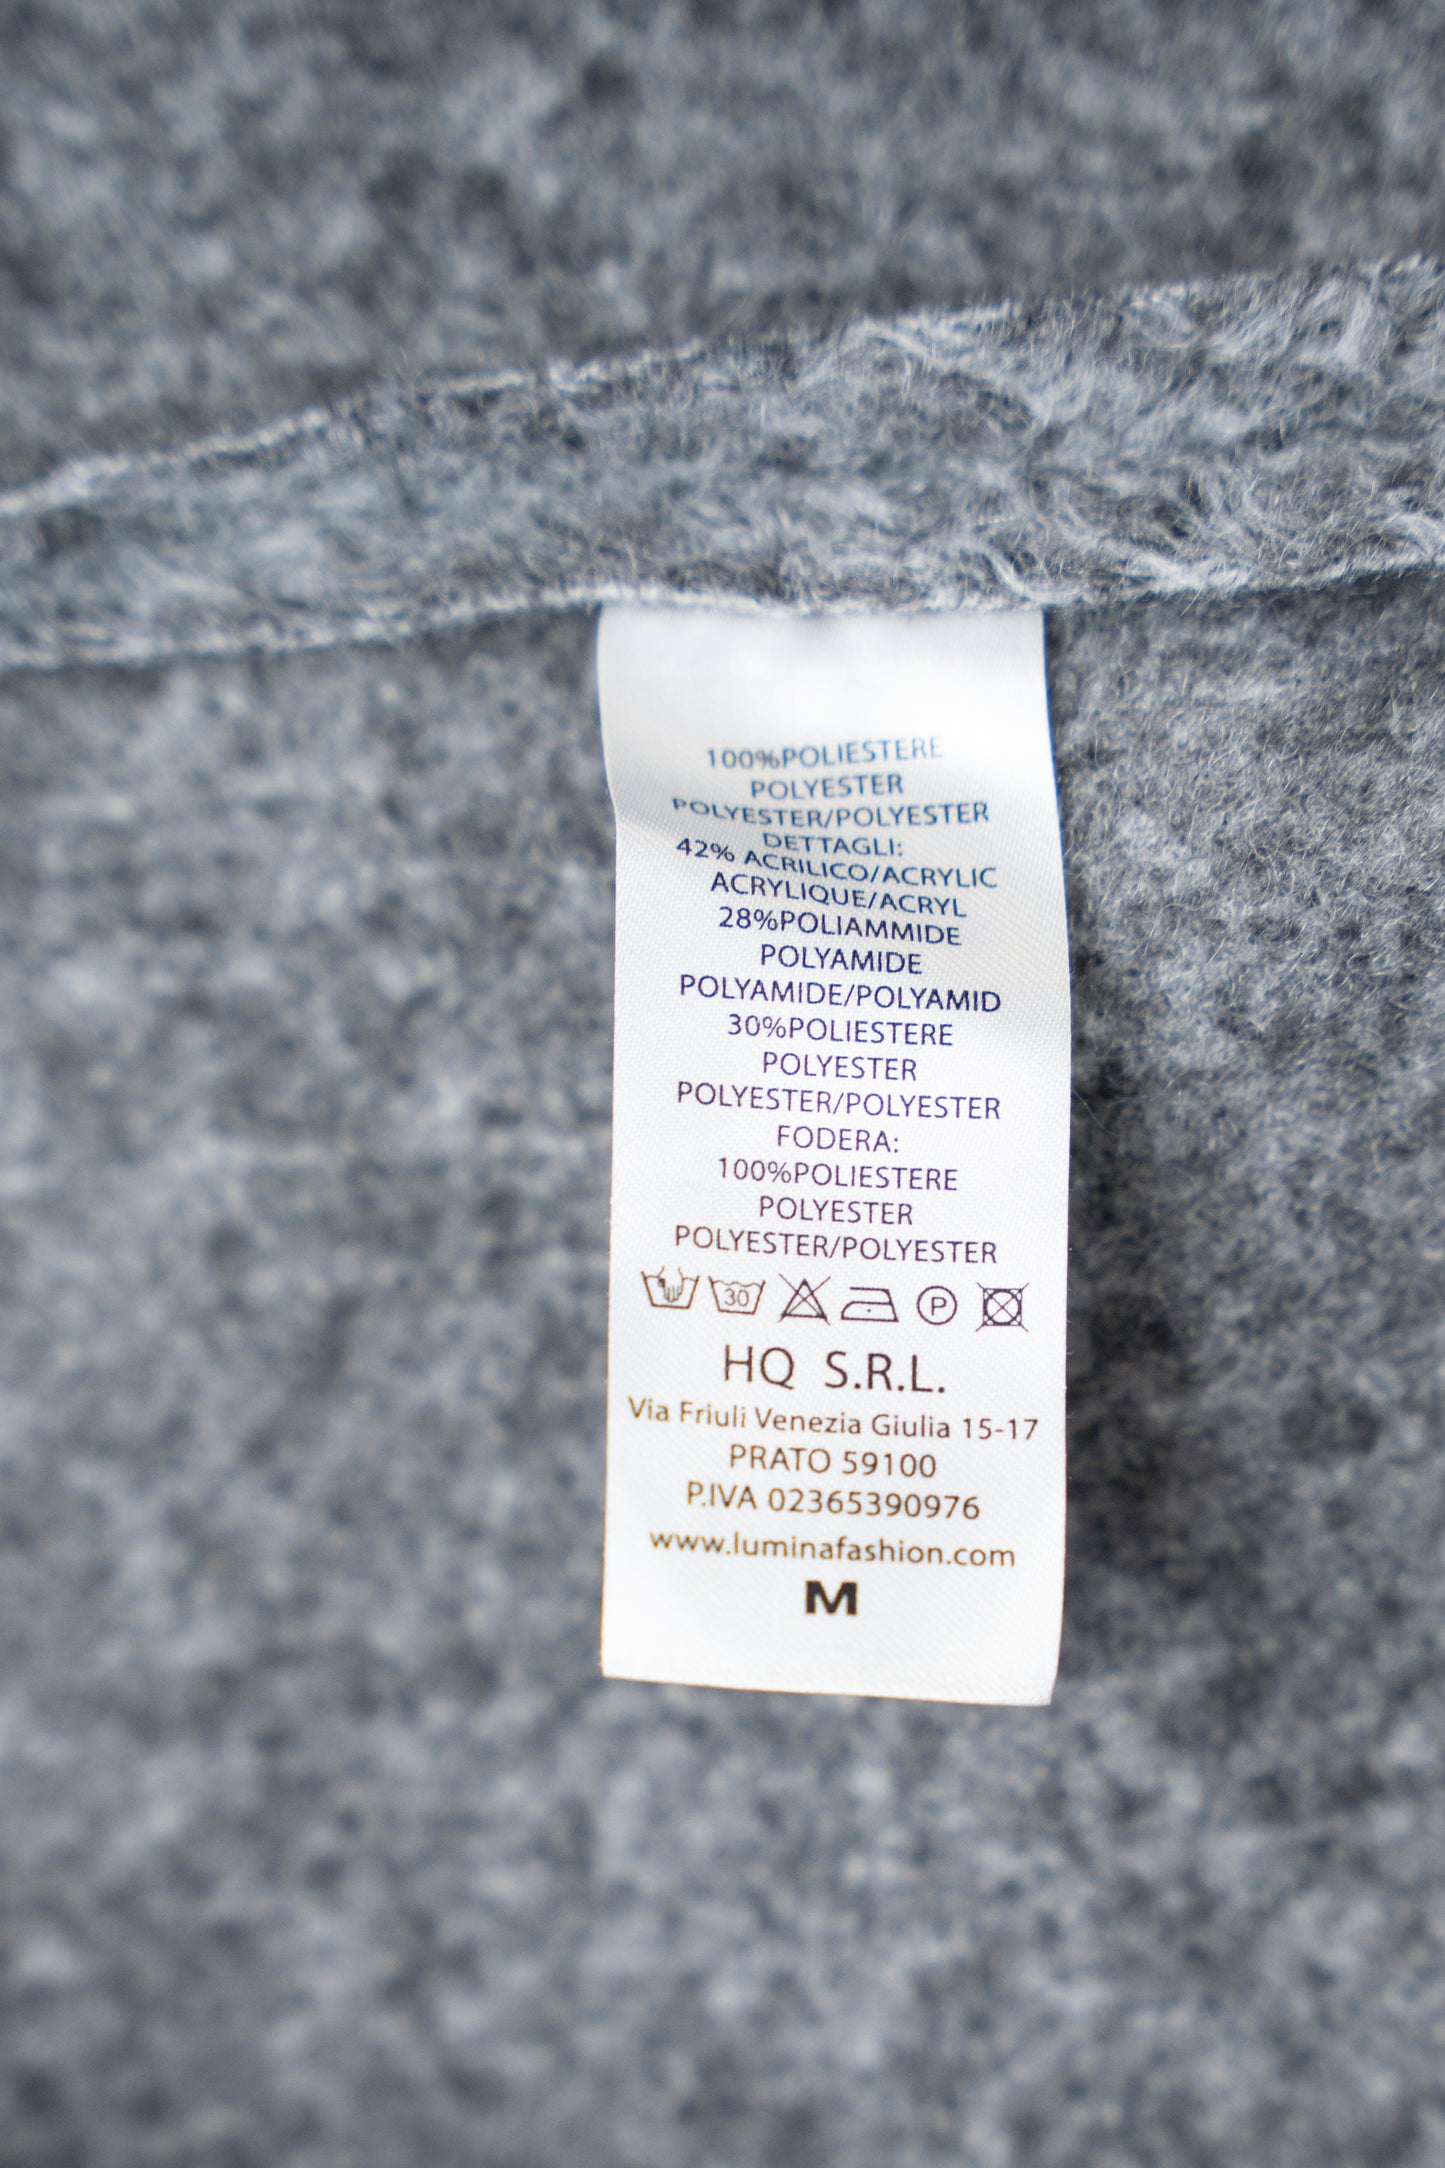 100%POLIESTERE
POLYESTER
POLYESTER/POLYESTER
DETTAGLI:
42% ACRILICO/ACRYLIC
ACRYLIQUE/ACRYL
28%POLIAMMIDE
POLYAMIDE
POLYAMIDE/POLYAMID
30%POLIESTERE
POLYESTER
POLYESTER/POLYESTER
FODERA:
100%POLIESTERE
POLYESTER
POLYESTER/POLYESTER
30 P
HQ S.R.L.
Via Friuli Venezia Giulia 15-17
PRATO 59100
P.IVA 02365390976
www.luminafashion.com
M